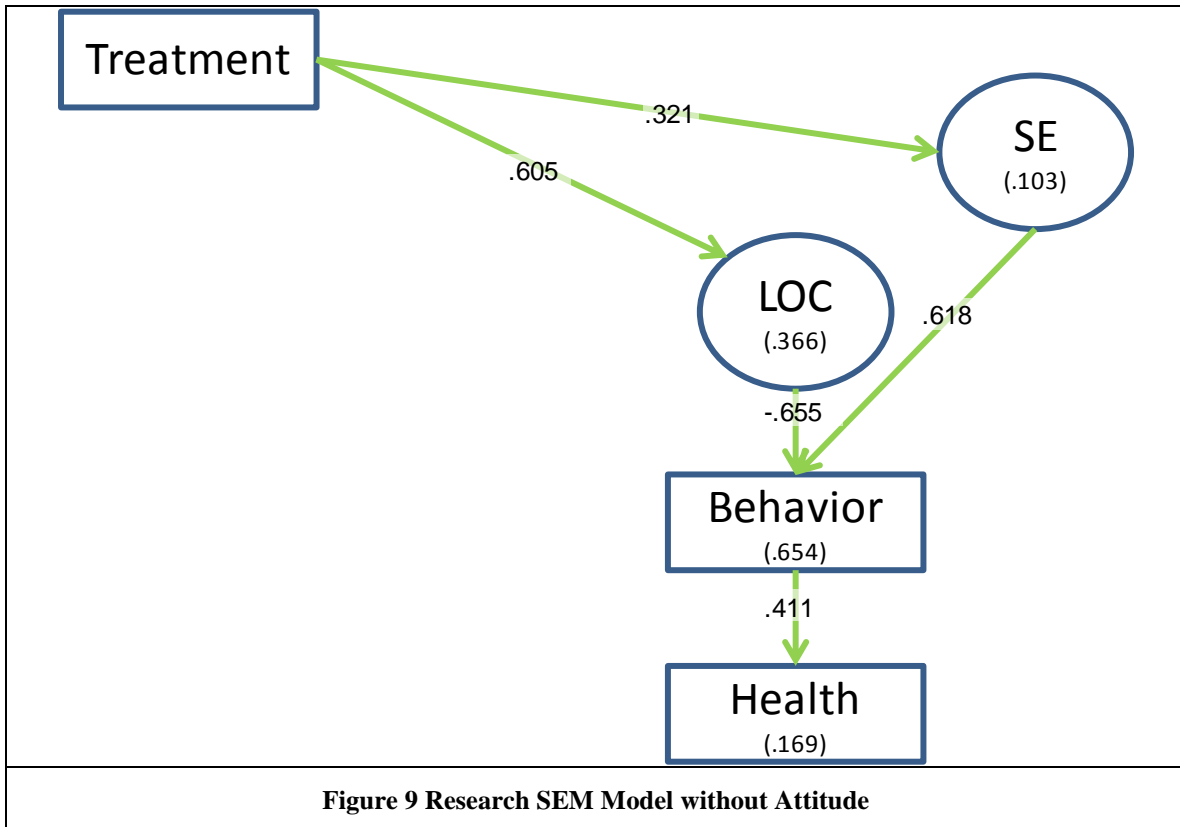 Treatment
.321
SE
(.103)
.605
LOC
(.366)
.618
-.655
Behavior
(.654)
.411
Health
(.169)
Figure 9 Research SEM Model without Attitude